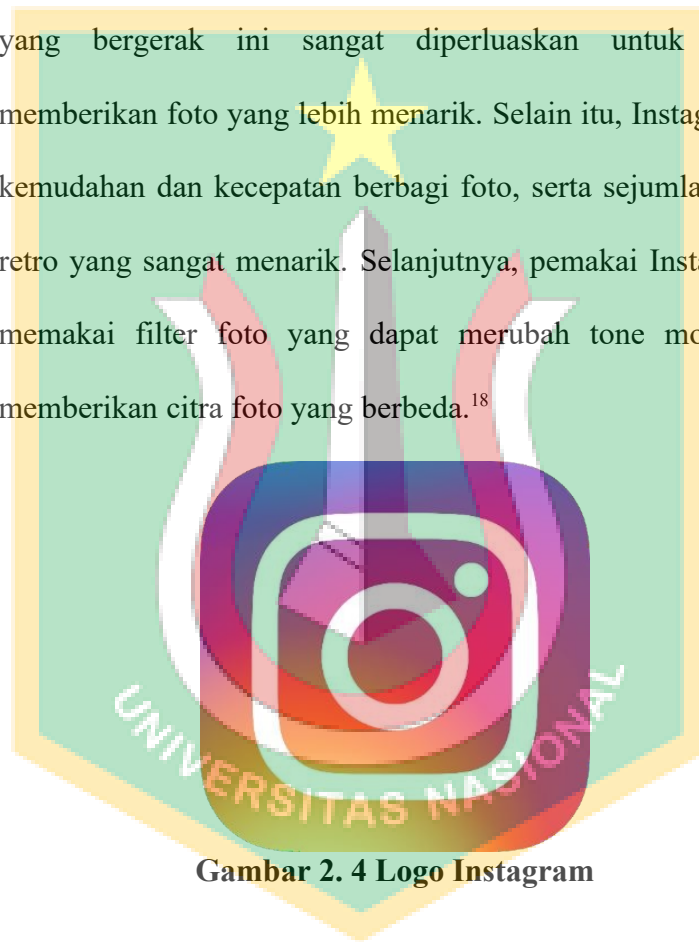 yang bergerak ini sangat diperluaskan untuk
memberikan foto yang lebih menarik. Selain itu, Instag
kemudahan dan kecepatan berbagi foto, serta sejumla
retro yang sangat menarik. Selanjutnya, pemakai Insta
memakai filter foto yang dapat merubah tone mo
memberikan citra foto yang berbeda.18
UNIVERSITAS NASIONAL
Gambar 2. 4 Logo Instagram